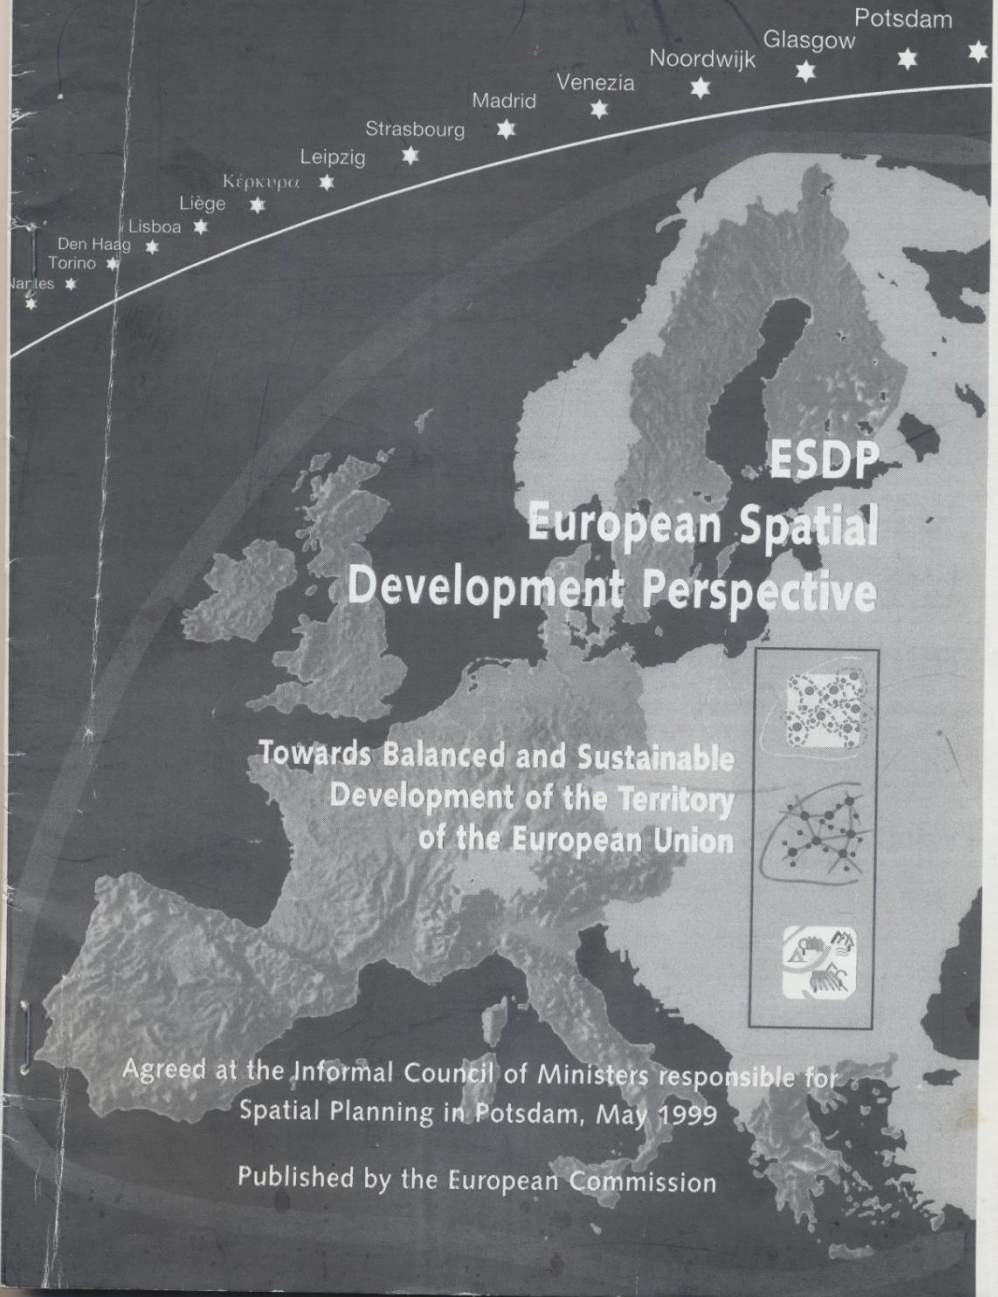 Potsdam
Glasgow
Noordwijk
Venezia
Madrid
Strasbourg
Leipzig
Κέρκυρα
Liège
Lisboa
Den Haag
Torino
Nantes
ESDP
European Spatial
Development Perspective
Towards Balanced and Sustainable
Development of the Territory
of the European Union
Agreed at the Informal Council of Ministers responsible for
Spatial Planning in Potsdam, May 1999
Published by the European Commission